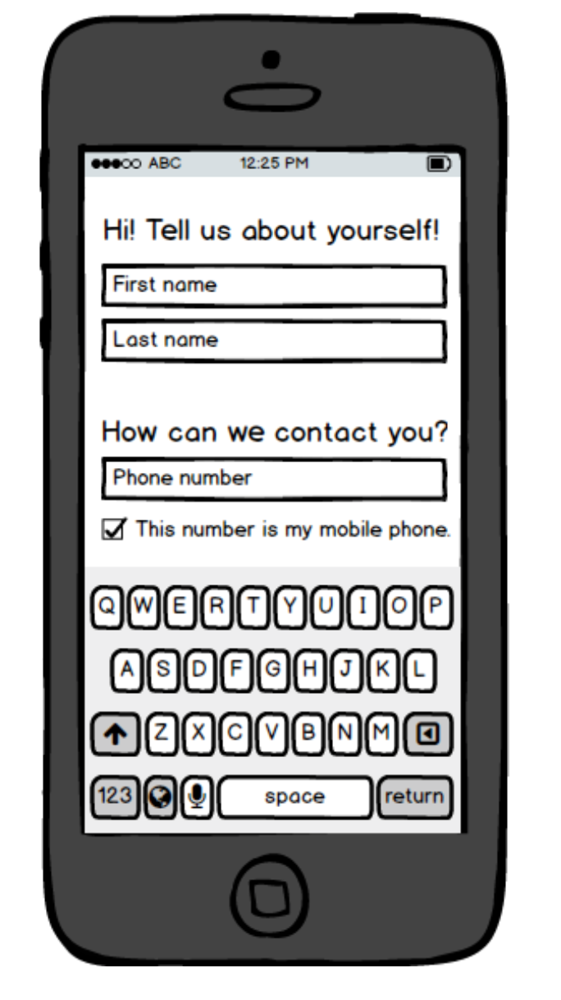 ABC 12:25 PM
Hi! Tell us about yourself!
First name
Last name
How can we contact you?
Phone number
This number is my mobile phone.
Q W E R T Y U I O P
A S D F G H J K L
Z X C V B N M
123 space return